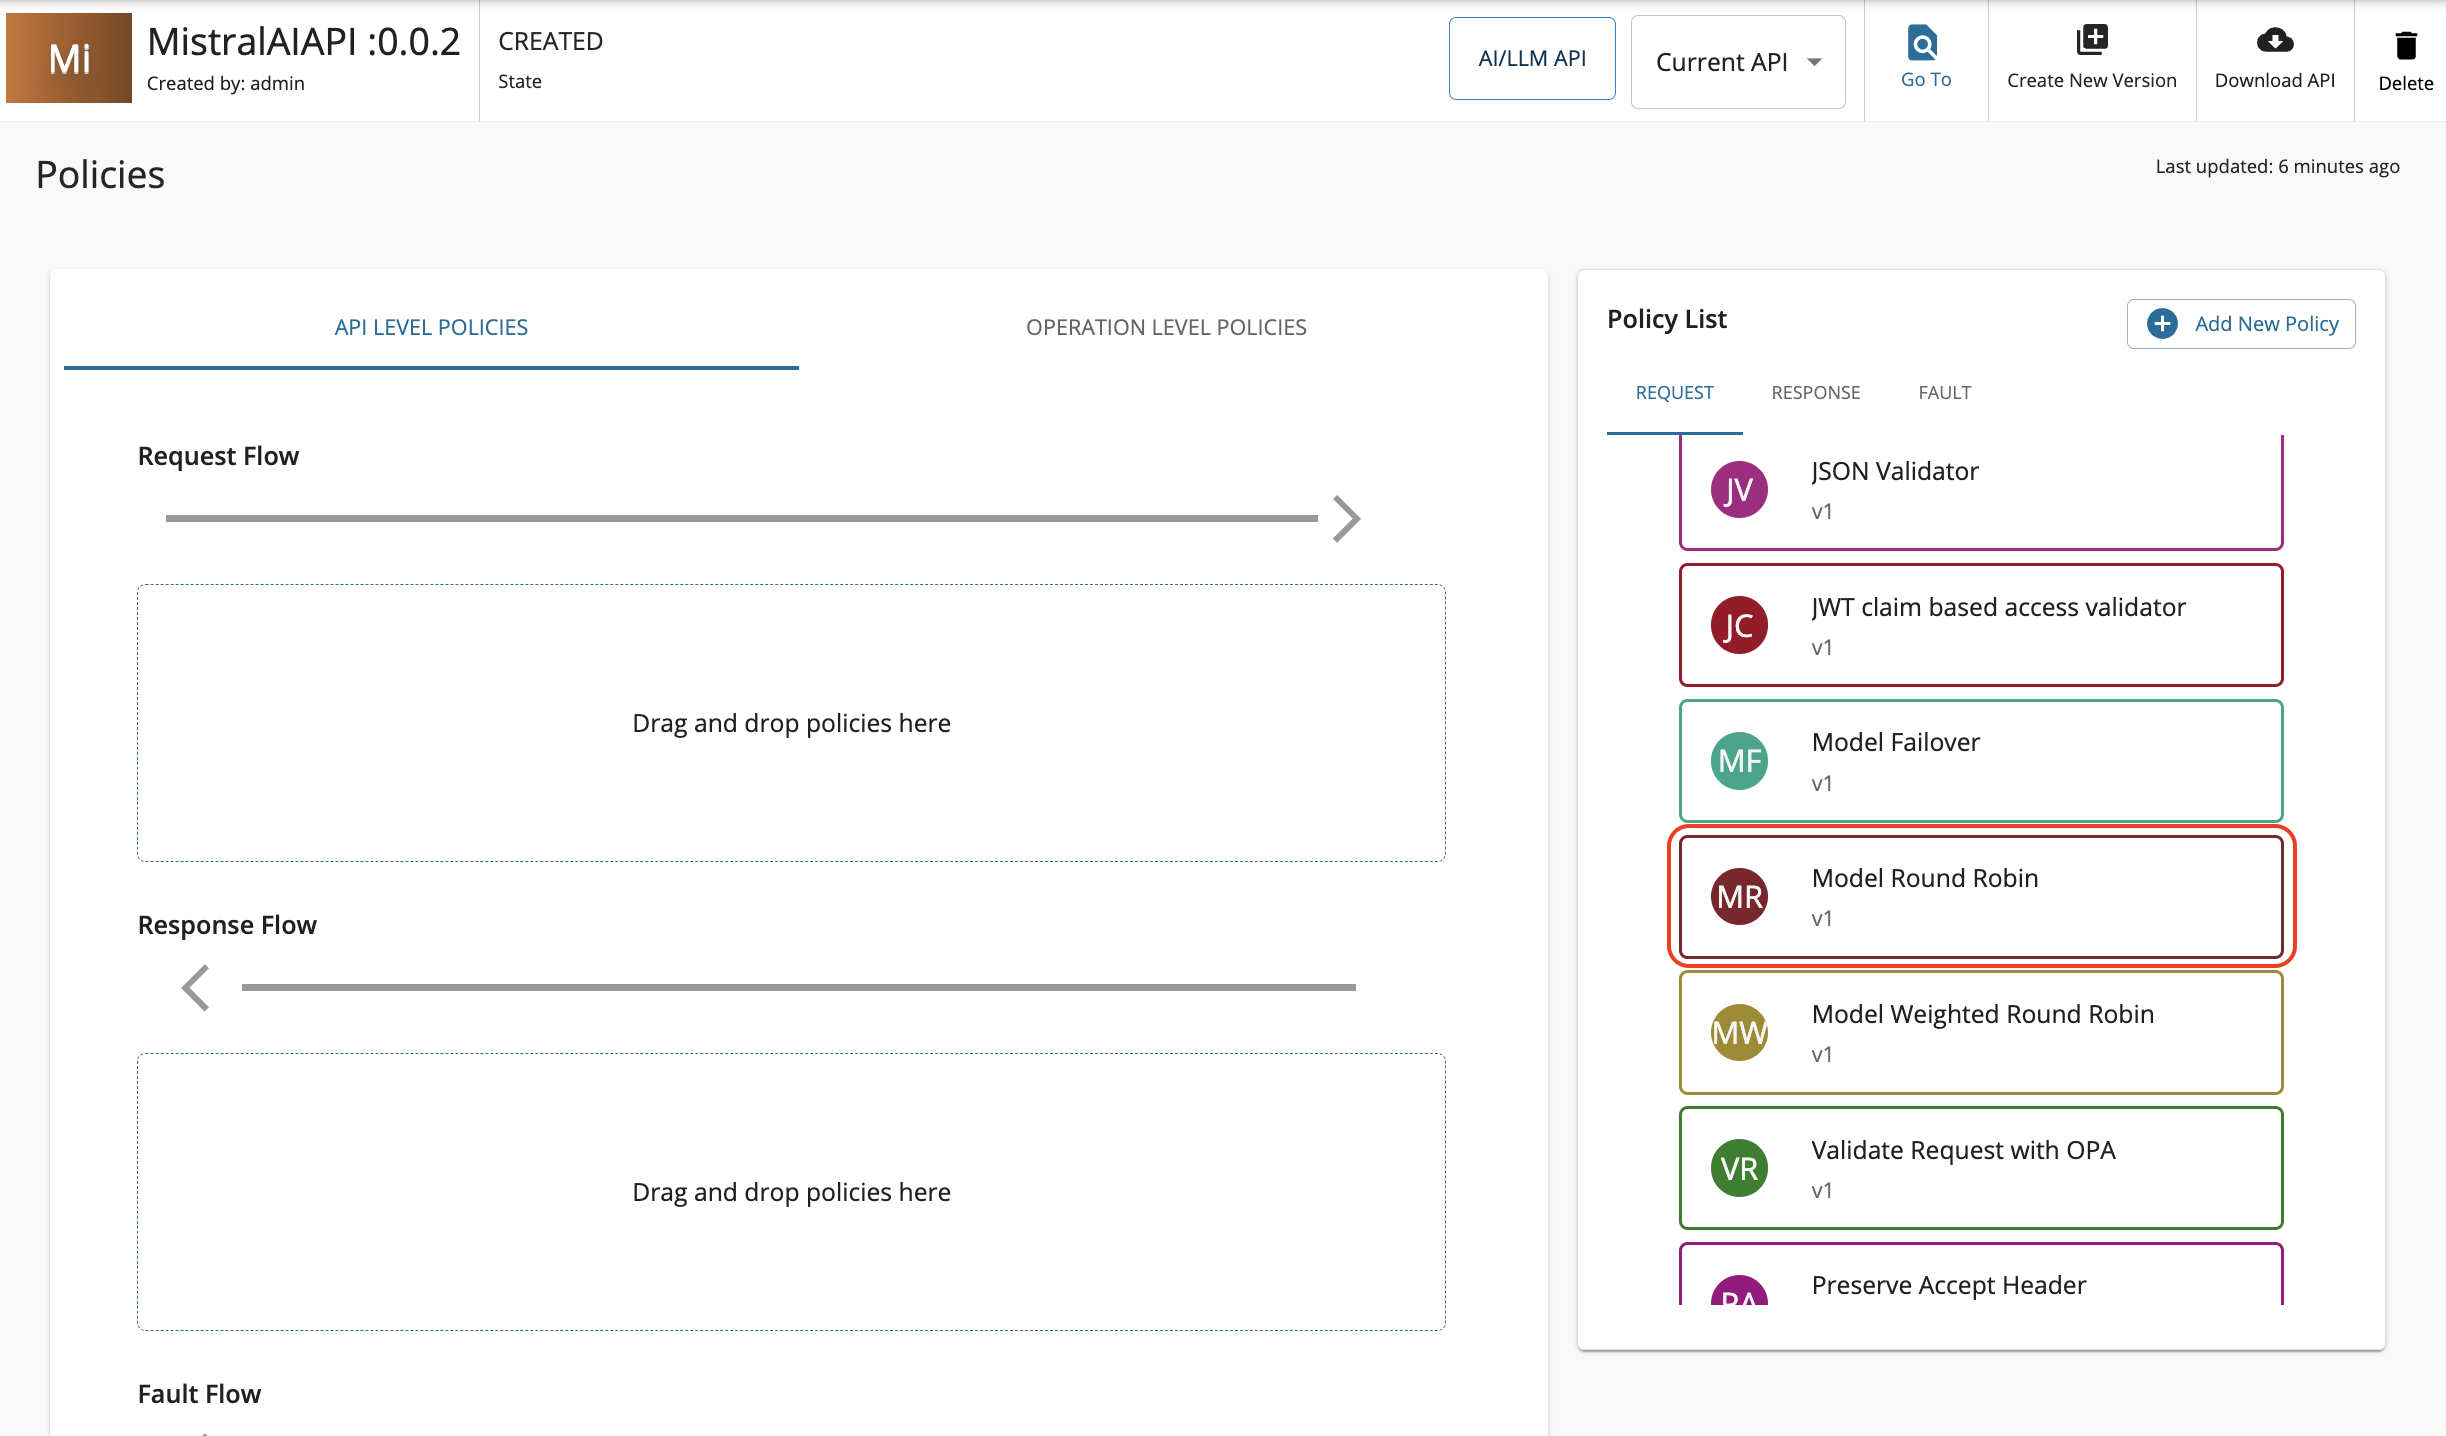 Mi
MistralAIAPI :0.0.2
Created by: admin
CREATED
State
AI/LLM API
Current API
Go To
Create New Version
Download API
Delete
Policies
Last updated: 6 minutes ago
API LEVEL POLICIES
OPERATION LEVEL POLICIES
Request Flow
Drag and drop policies here
Response Flow
Drag and drop policies here
Fault Flow
Policy List
Add New Policy
REQUEST
RESPONSE
FAULT
JV
JSON Validator
v1
JC
JWT claim based access validator
v1
MF
Model Failover
v1
MR
Model Round Robin
v1
MW
Model Weighted Round Robin
v1
VR
Validate Request with OPA
v1
PA
Preserve Accept Header